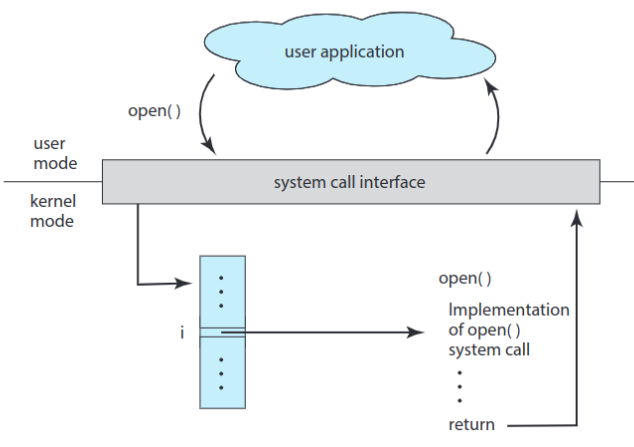 user application
open( )
user
mode
system call interface
kernel
mode
open( )
i
Implementation
of open( )
system call
return